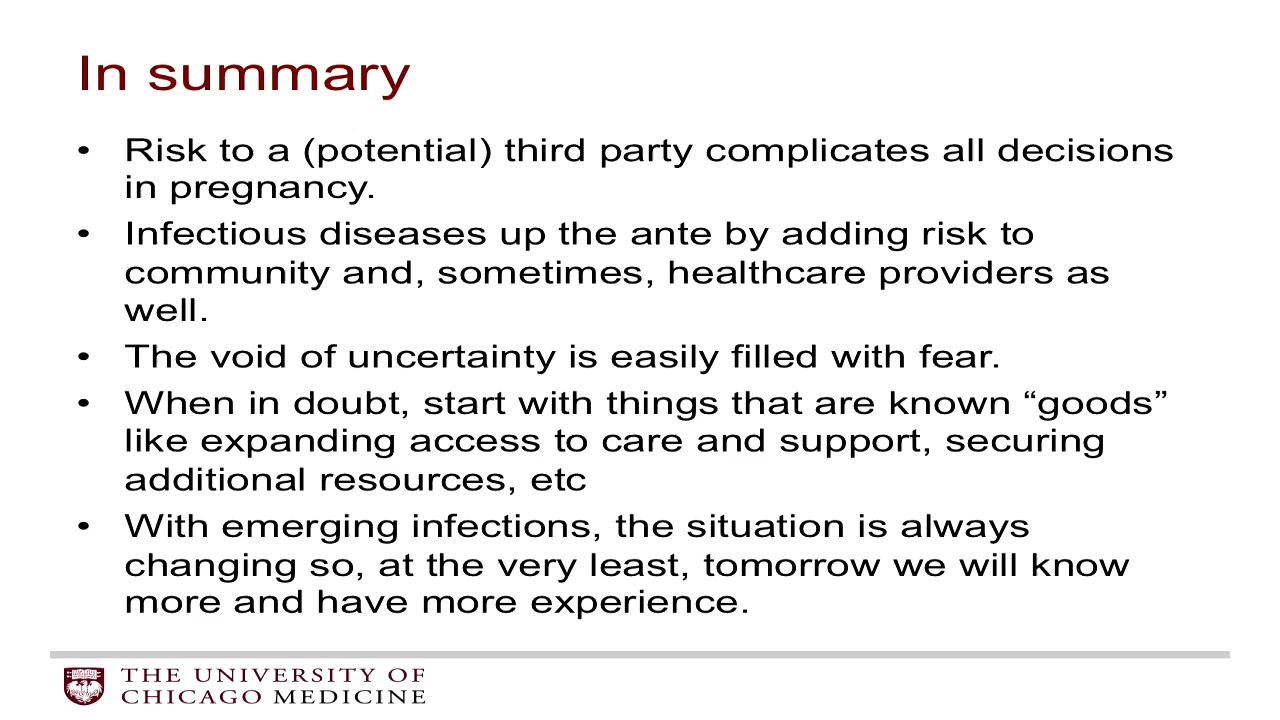 In summary
• Risk to a (potential) third party complicates all decisions
in pregnancy.
• Infectious diseases up the ante by adding risk to
community and, sometimes, healthcare providers as
well.
• The void of uncertainty is easily filled with fear.
• When in doubt, start with things that are known “goods”
like expanding access to care and support, securing
additional resources, etc
• With emerging infections, the situation is always
changing so, at the very least, tomorrow we will know
more and have more experience.
THE UNIVERSITY OF
CHICAGO MEDICINE